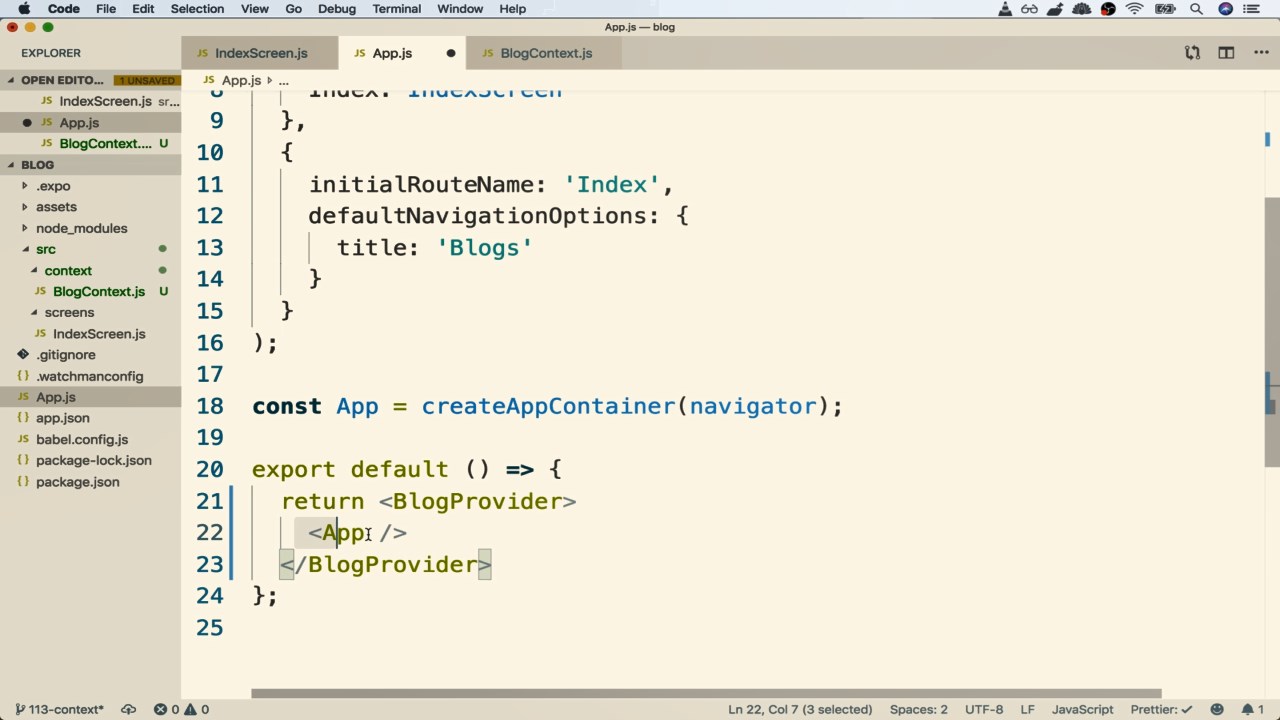 Code File Edit Selection View Go Debug Terminal Window Help
App.js — blog
EXPLORER
JS IndexScreen.js JS App.js JS BlogContext.js
OPEN EDITO... 1 UNSAVED
JS App.js ...
JS IndexScreen.js sr...
JS App.js
JS BlogContext.... U
BLOG
.expo
assets
node_modules
src
context
JS BlogContext.js U
screens
JS IndexScreen.js
.gitignore
{} .watchmanconfig
JS App.js
{} app.json
JS babel.config.js
{} package-lock.json
{} package.json
8 Index: IndexScreen
9 },
10 {
11 initialRouteName: 'Index',
12 defaultNavigationOptions: {
13 title: 'Blogs'
14 }
15 }
16 );
17
18 const App = createAppContainer(navigator);
19
20 export default () => {
21 return <BlogProvider>
22 <App />
23 </BlogProvider>
24 };
25
113-context* 0 0 Ln 22, Col 7 (3 selected) Spaces: 2 UTF-8 LF JavaScript Prettier: ✓ 1